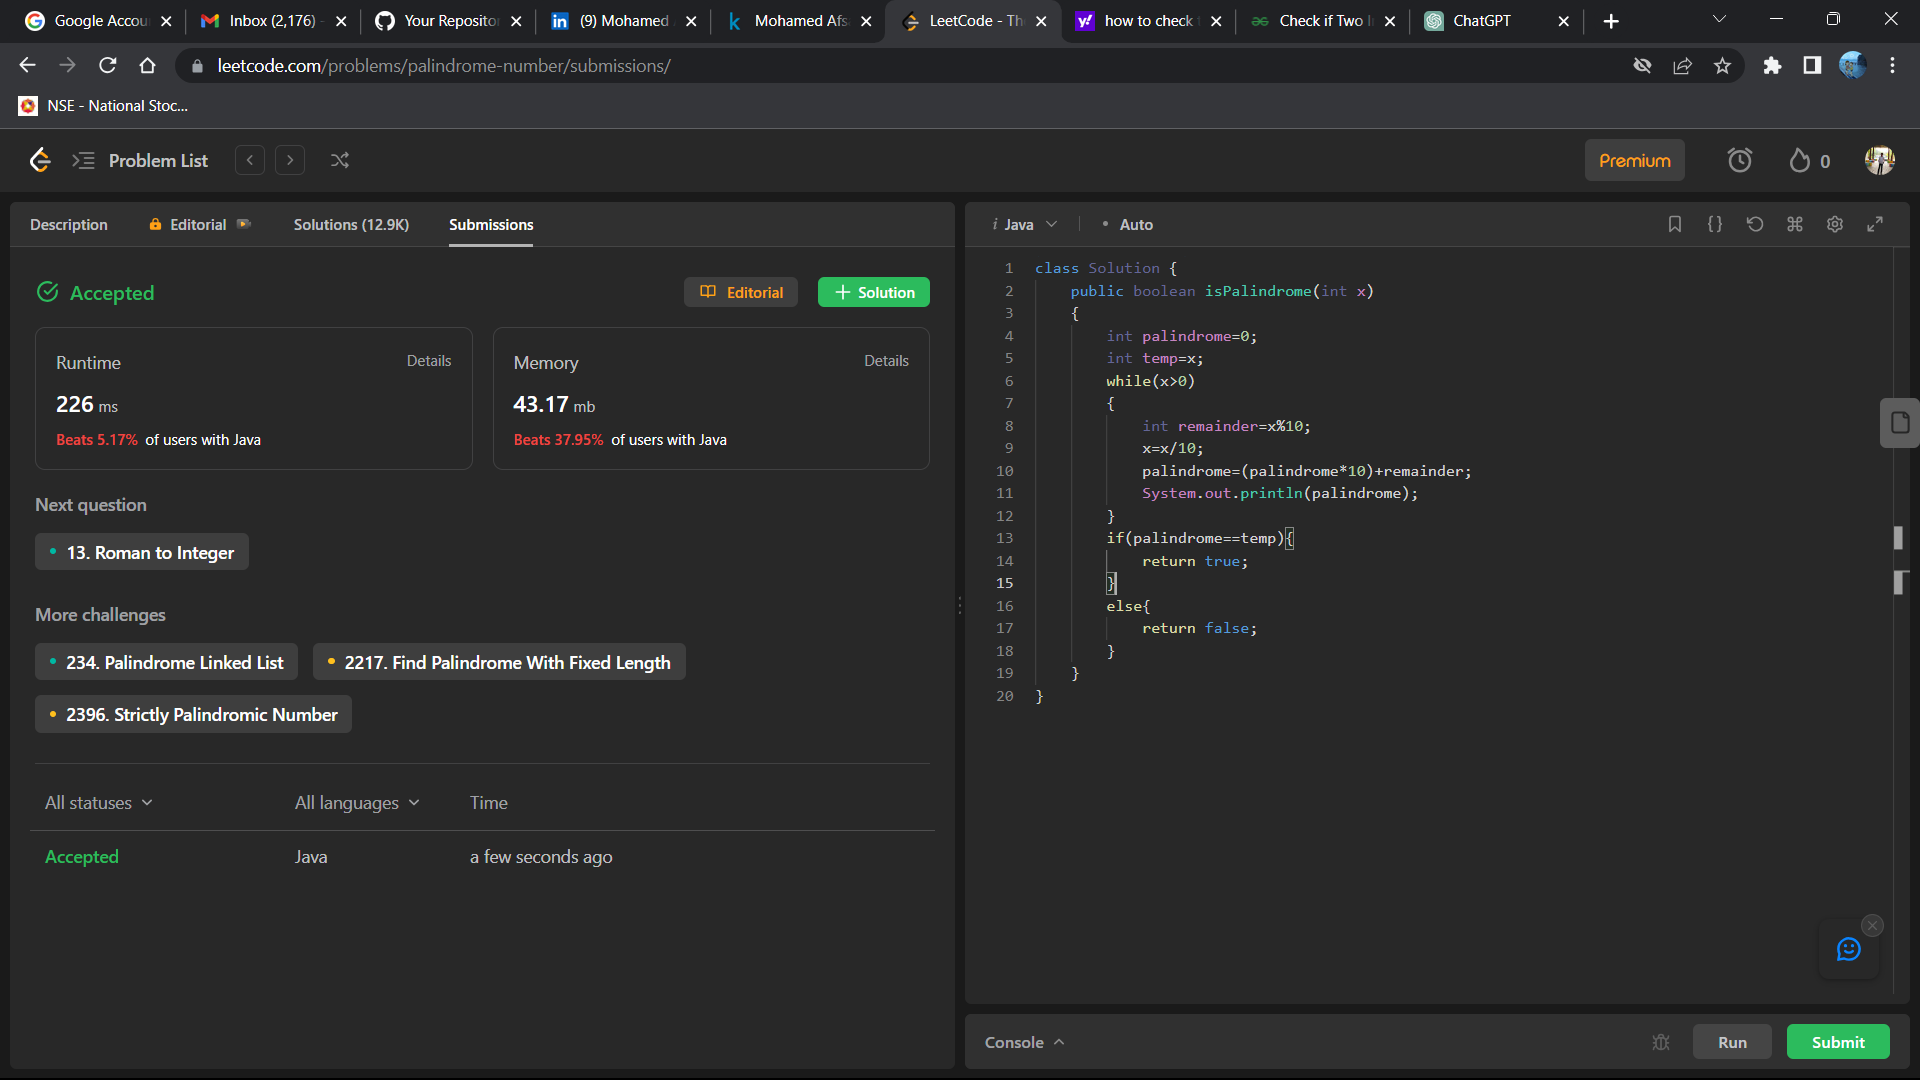 Google Accou
Inbox (2,176)
Your Reposito
(9) Mohamed
Mohamed Afs
LeetCode - Th
how to check
Check if Two I
ChatGPT
leetcode.com/problems/palindrome-number/submissions/
NSE - National Stoc...
Problem List
Premium
0
Description
Editorial
Solutions (12.9K)
Submissions
Accepted
Editorial
Solution
Runtime
Details
226 ms
Beats 5.17% of users with Java
Memory
Details
43.17 mb
Beats 37.95% of users with Java
Next question
13. Roman to Integer
More challenges
234. Palindrome Linked List
2217. Find Palindrome With Fixed Length
2396. Strictly Palindromic Number
All statuses
All languages
Time
Accepted
Java
a few seconds ago
i Java
• Auto
1 class Solution {
2 public boolean isPalindrome(int x)
3 {
4 int palindrome=0;
5 int temp=x;
6 while(x>0)
7 {
8 int remainder=x%10;
9 x=x/10;
10 palindrome=(palindrome*10)+remainder;
11 System.out.println(palindrome);
12 }
13 if(palindrome==temp){
14 return true;
15 }
16 else{
17 return false;
18 }
19 }
20 }
Console
Run
Submit